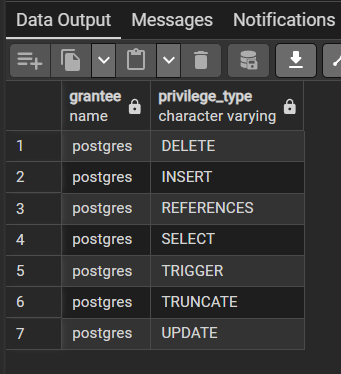 Data Output Messages Notifications
grantee privilege_type
name character varying
1 postgres DELETE
2 postgres INSERT
3 postgres REFERENCES
4 postgres SELECT
5 postgres TRIGGER
6 postgres TRUNCATE
7 postgres UPDATE